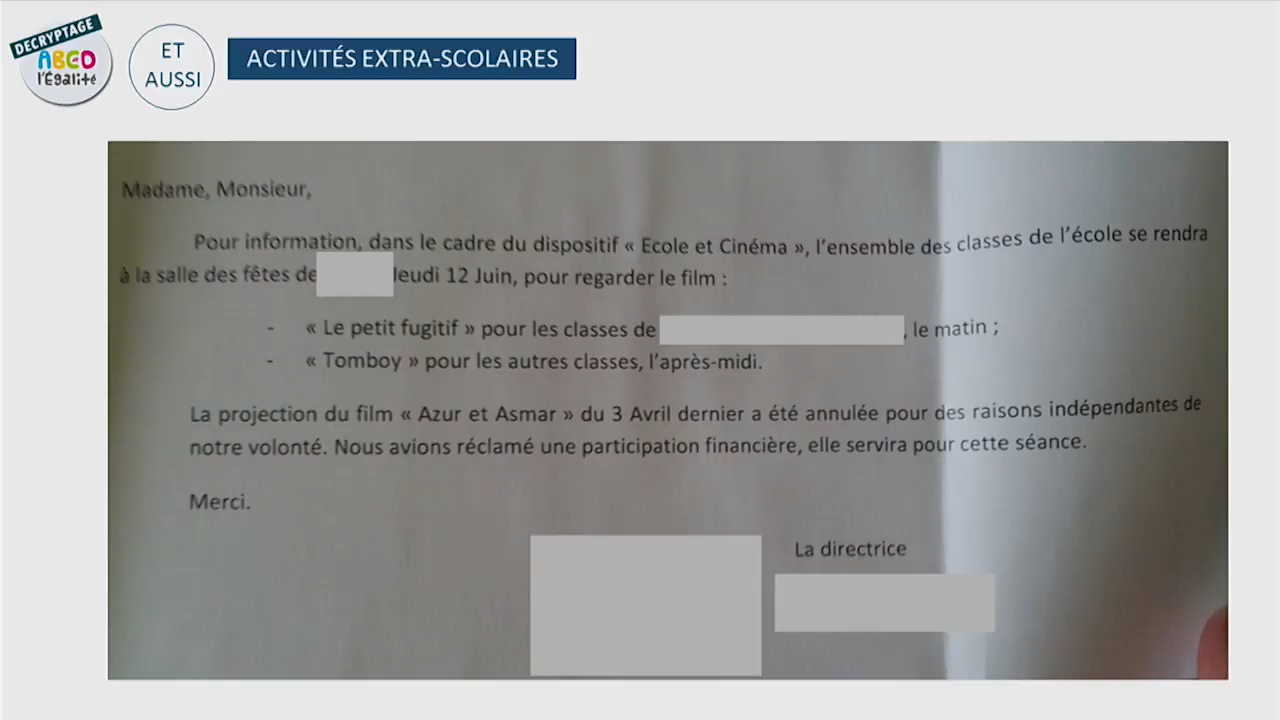 DECRYPTAGE
ABCD
l'Égalité
ET
AUSSI
ACTIVITÉS EXTRA-SCOLAIRES
Madame, Monsieur,
Pour information, dans le cadre du dispositif « Ecole et Cinéma », l'ensemble des classes de l'école se rendra
à la salle des fêtes de Jeudi 12 Juin, pour regarder le film :
- « Le petit fugitif » pour les classes de , le matin ;
- « Tomboy » pour les autres classes, l'après-midi.
La projection du film « Azur et Asmar » du 3 Avril dernier a été annulée pour des raisons indépendantes de
notre volonté. Nous avions réclamé une participation financière, elle servira pour cette séance.
Merci.
La directrice